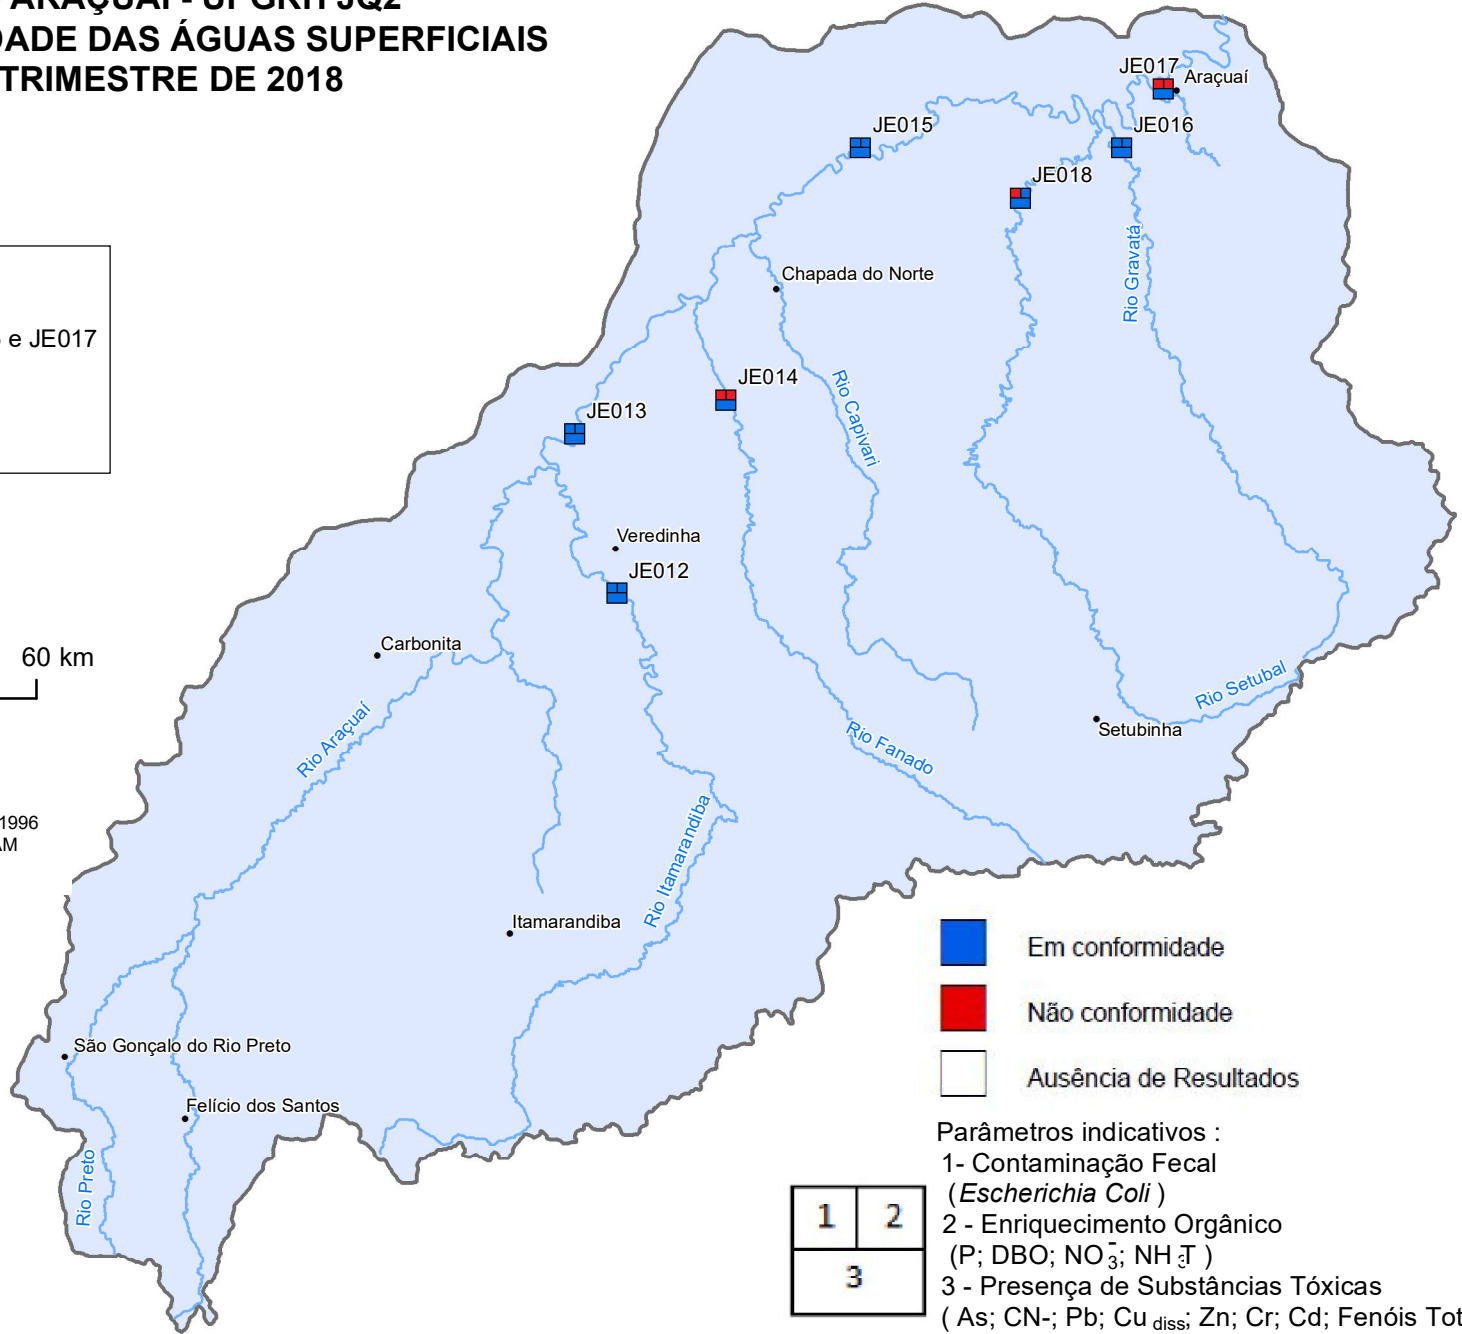 ARAÇUAÍ - UPGRH JQ2
DADE DAS ÁGUAS SUPERFICIAIS
TRIMESTRE DE 2018
e JE017
60 km
1996
AM
JE017
Araçuaí
JE015
JE016
JE018
Rio Gravatá
Chapada do Norte
JE014
Rio Capivari
JE013
Veredinha
JE012
Carbonita
Rio Araçuaí
Rio Setubal
Setubinha
Rio Fanado
Rio Itamarandiba
Itamarandiba
São Gonçalo do Rio Preto
Felício dos Santos
Rio Preto
Em conformidade
Não conformidade
Ausência de Resultados
Parâmetros indicativos :
1- Contaminação Fecal
(Escherichia Coli )
2 - Enriquecimento Orgânico
(P; DBO; NO3-; NH3T )
3 - Presença de Substâncias Tóxicas
( As; CN-; Pb; Cu diss; Zn; Cr; Cd; Fenóis Tot
1 2
3